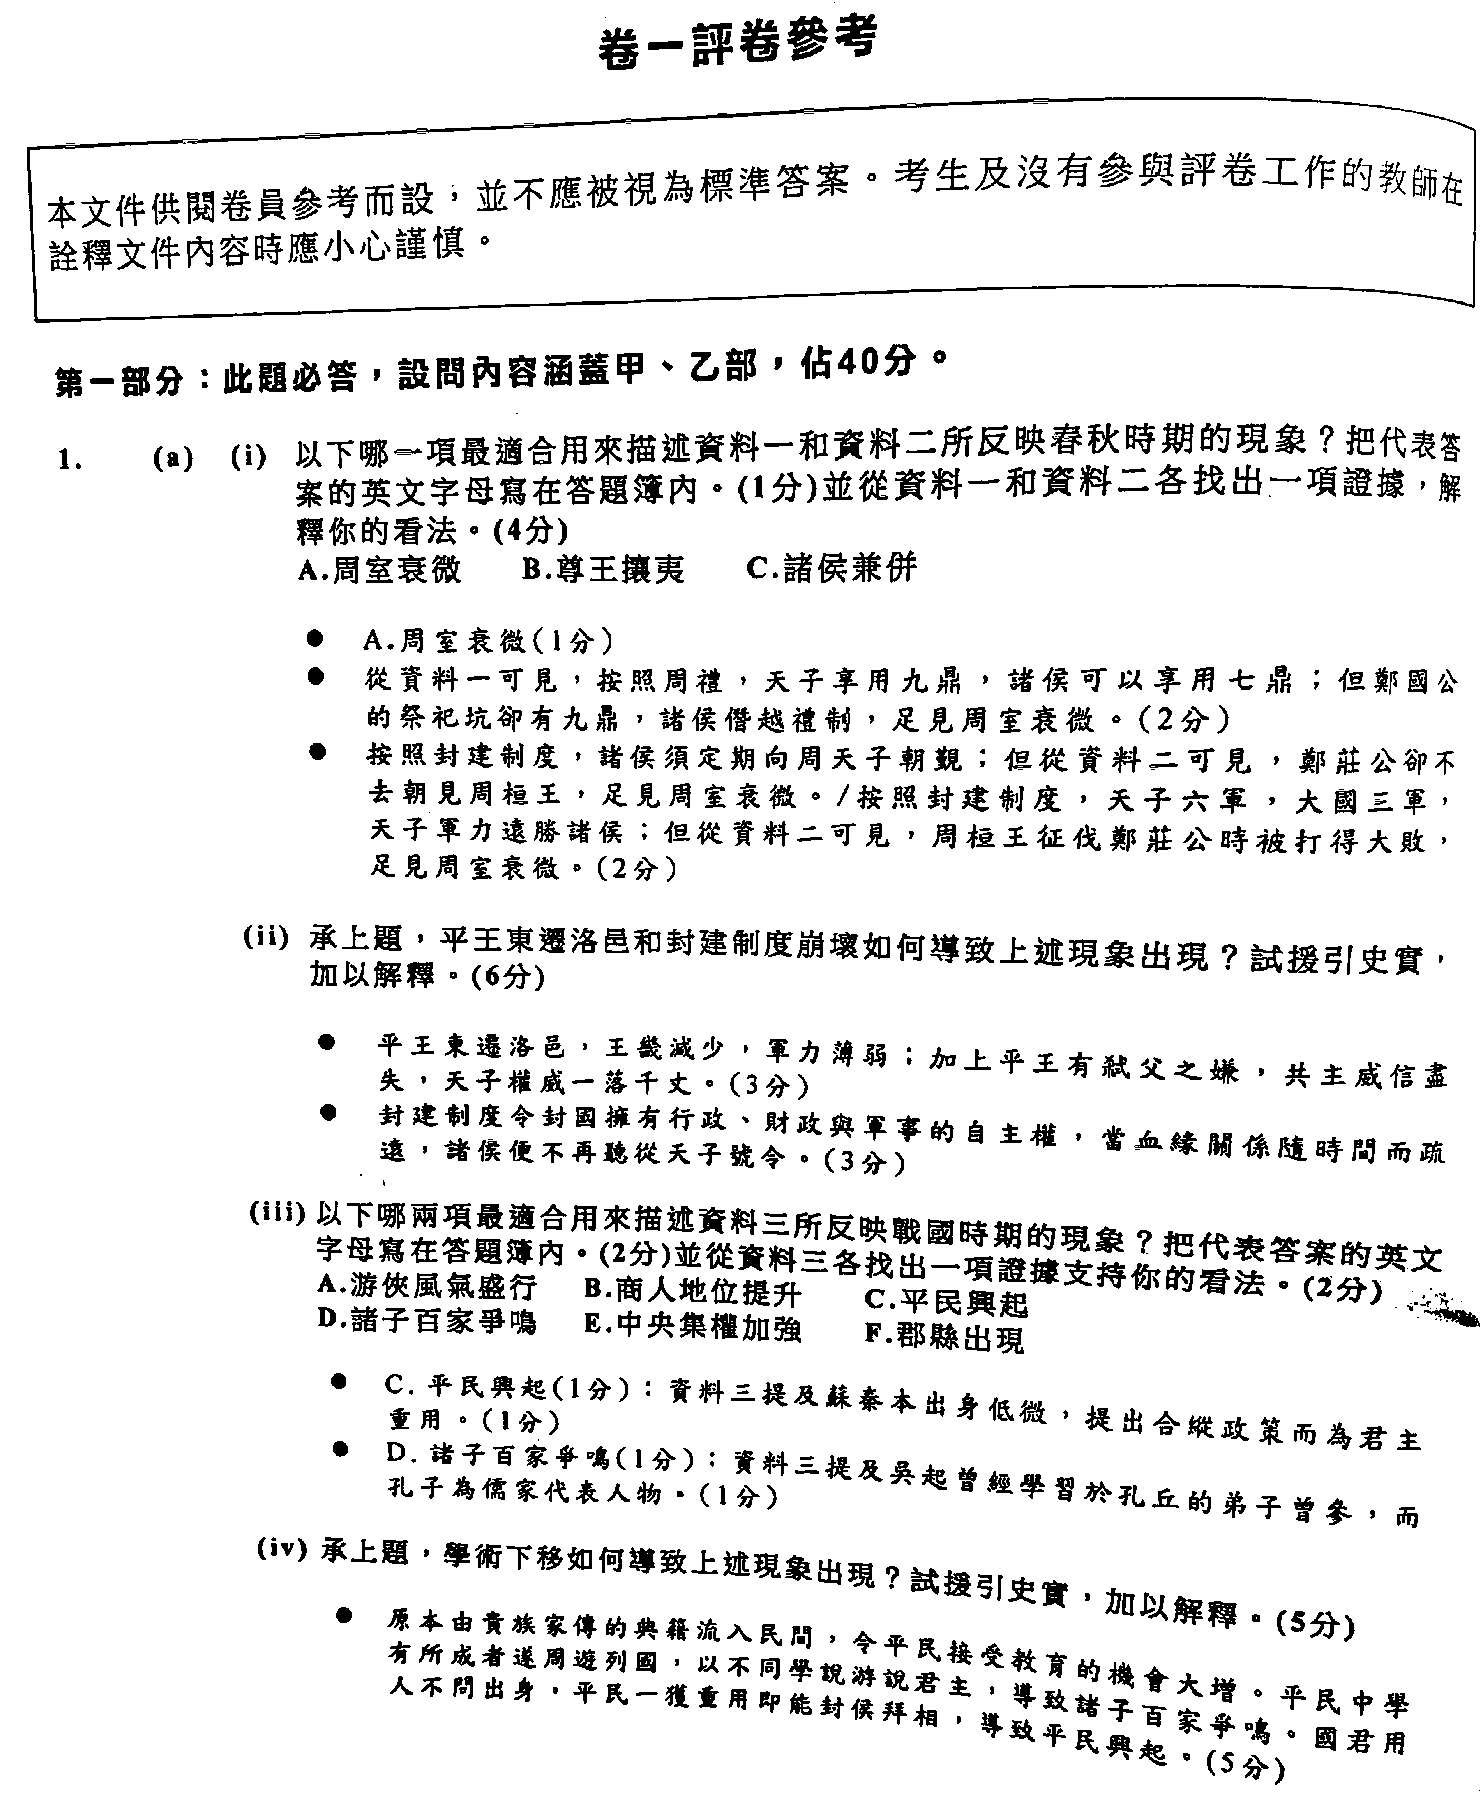 卷一評卷參考
本文件供閱卷員參考而設，並不應被視為標準答案。考生及沒有參與評卷工作的教師在
詮釋文件內容時應小心謹慎。
第一部分：此題必答，設問內容涵蓋甲、乙部，佔40分。
1. (a) (i) 以下哪一項最適合用來描述資料一和資料二所反映春秋時期的現象？把代表答
案的英文字母寫在答題簿內。(1分)並從資料一和資料二各找出一項證據，解
釋你的看法。(4分)
A.周室衰微 B.尊王攘夷 C.諸侯兼併
● A.周室衰微(1分)
● 從資料一可見，按照周禮，天子享用九鼎，諸侯可以享用七鼎；但鄭國公
的祭祀坑卻有九鼎，諸侯僭越禮制，足見周室衰微。(2分)
● 按照封建制度，諸侯須定期向周天子朝覲；但從資料二可見，鄭莊公卻不
去朝見周桓王，足見周室衰微。/按照封建制度，天子六軍，大國三軍，
天子軍力遠勝諸侯；但從資料二可見，周桓王征伐鄭莊公時被打得大敗，
足見周室衰微。(2分)
(ii) 承上題，平王東遷洛邑和封建制度崩壞如何導致上述現象出現？試援引史實，
加以解釋。(6分)
● 平王東遷洛邑，王畿減少，軍力薄弱；加上平王有弒父之嫌，共主威信盡
失，天子權威一落千丈。(3分)
● 封建制度令封國擁有行政、財政與軍事的自主權，當血緣關係隨時間而疏
遠，諸侯便不再聽從天子號令。(3分)
(iii) 以下哪兩項最適合用來描述資料三所反映戰國時期的現象？把代表答案的英文
字母寫在答題簿內。(2分)並從資料三各找出一項證據支持你的看法。(2分)
A.游俠風氣盛行 B.商人地位提升 C.平民興起
D.諸子百家爭鳴 E.中央集權加強 F.郡縣出現
● C. 平民興起(1分)：資料三提及蘇秦本出身低微，提出合縱政策而為君主
重用。(1分)
● D. 諸子百家爭鳴(1分)：資料三提及吳起曾經學習於孔丘的弟子曾參，而
孔子為儒家代表人物。(1分)
(iv) 承上題，學術下移如何導致上述現象出現？試援引史實，加以解釋。(5分)
● 原本由貴族家傳的典籍流入民間，令平民接受教育的機會大增。平民中學
有所成者遂周遊列國，以不同學說游說君主，導致諸子百家爭鳴。國君用
人不問出身，平民一獲重用即能封侯拜相，導致平民興起。(5分)